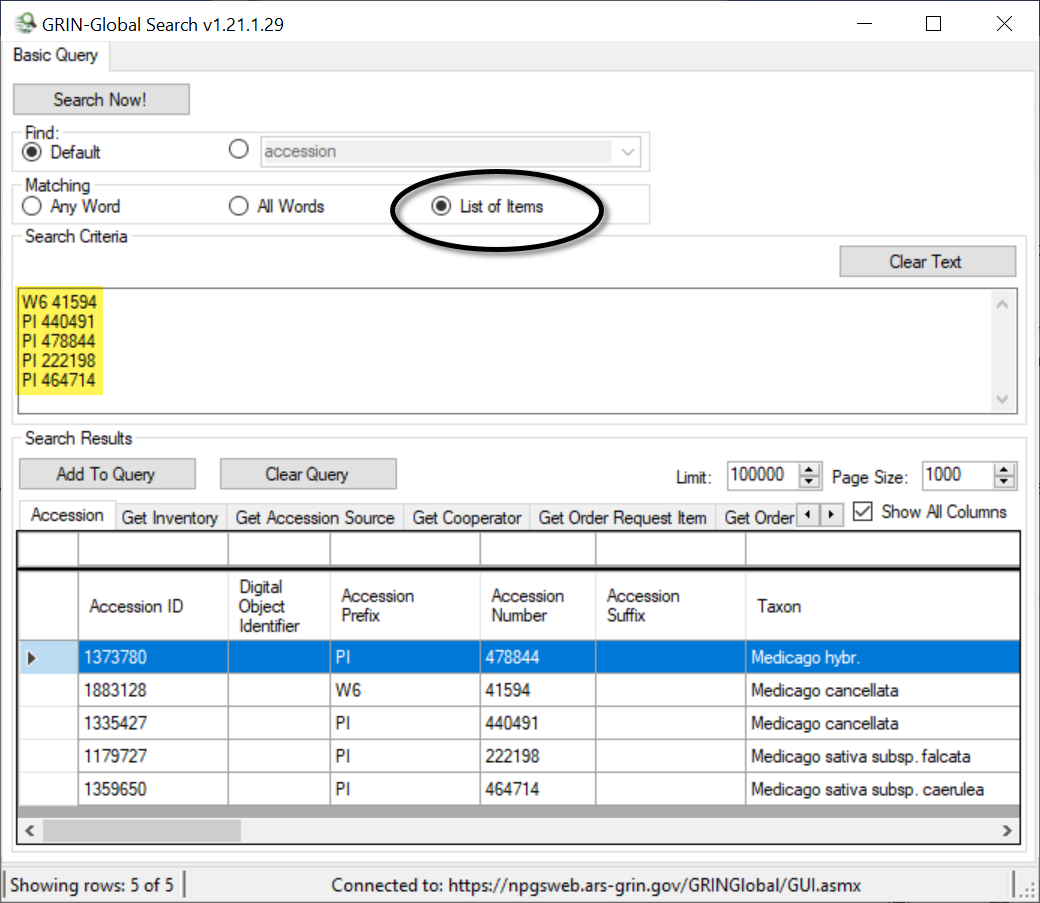 GRIN-Global Search v1.21.1.29
Basic Query
Search Now!
Find:
Default
accession
Matching
Any Word
All Words
List of Items
Search Criteria
Clear Text
W6 41594
PI 440491
PI 478844
PI 222198
PI 464714
Search Results
Add To Query
Clear Query
Limit:
100000
Page Size:
1000
Accession
Get Inventory
Get Accession Source
Get Cooperator
Get Order Request Item
Get Order
Show All Columns
Accession ID
Digital
Object
Identifier
Accession
Prefix
Accession
Number
Accession
Suffix
Taxon
1373780 PI 478844 Medicago hybr.
1883128 W6 41594 Medicago cancellata
1335427 PI 440491 Medicago cancellata
1179727 PI 222198 Medicago sativa subsp. falcata
1359650 PI 464714 Medicago sativa subsp. caerulea
Showing rows: 5 of 5
Connected to: https://npgsweb.ars-grin.gov/GRINGlobal/GUI.asmx